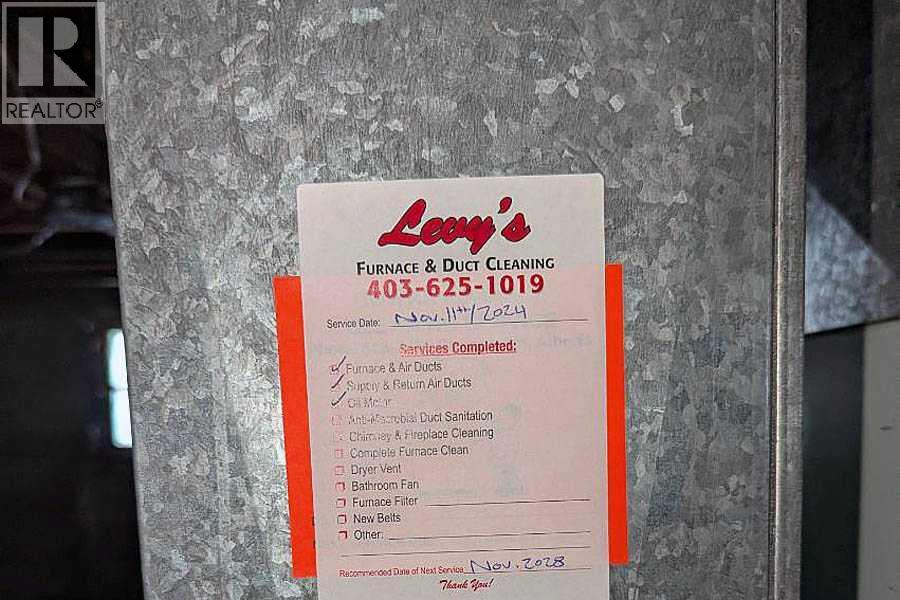 R
REALTOR®
Levy's
FURNACE & DUCT CLEANING
403-625-1019
Service Date: Nov. 11th/2024
Services Completed:
Furnace & Air Ducts
Supply & Return Air Ducts
Oil Motor
Anti-Microbial Duct Sanitation
Chimney & Fireplace Cleaning
Complete Furnace Clean
Dryer Vent
Bathroom Fan
Furnace Filter
New Belts
Other:
Recommended Date of Next Service Nov. 2028
Thank You!